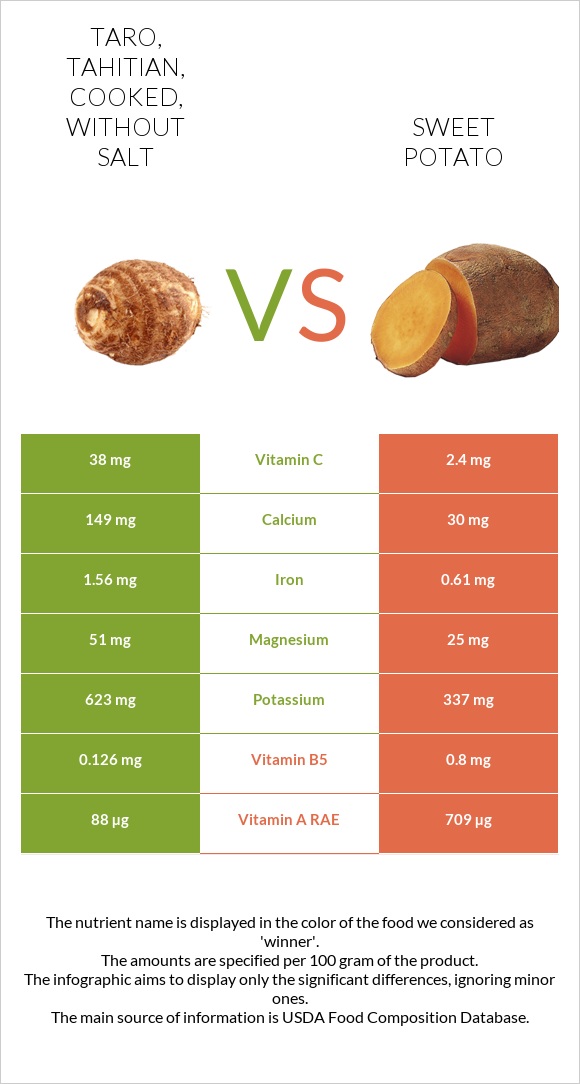 TARO,
TAHITIAN,
COOKED,
WITHOUT
SALT
SWEET
POTATO
VS
38 mg Vitamin C 2.4 mg
149 mg Calcium 30 mg
1.56 mg Iron 0.61 mg
51 mg Magnesium 25 mg
623 mg Potassium 337 mg
0.126 mg Vitamin B5 0.8 mg
88 µg Vitamin A RAE 709 µg
The nutrient name is displayed in the color of the food we considered as
'winner'.
The amounts are specified per 100 gram of the product.
The infographic aims to display only the significant differences, ignoring minor
ones.
The main source of information is USDA Food Composition Database.